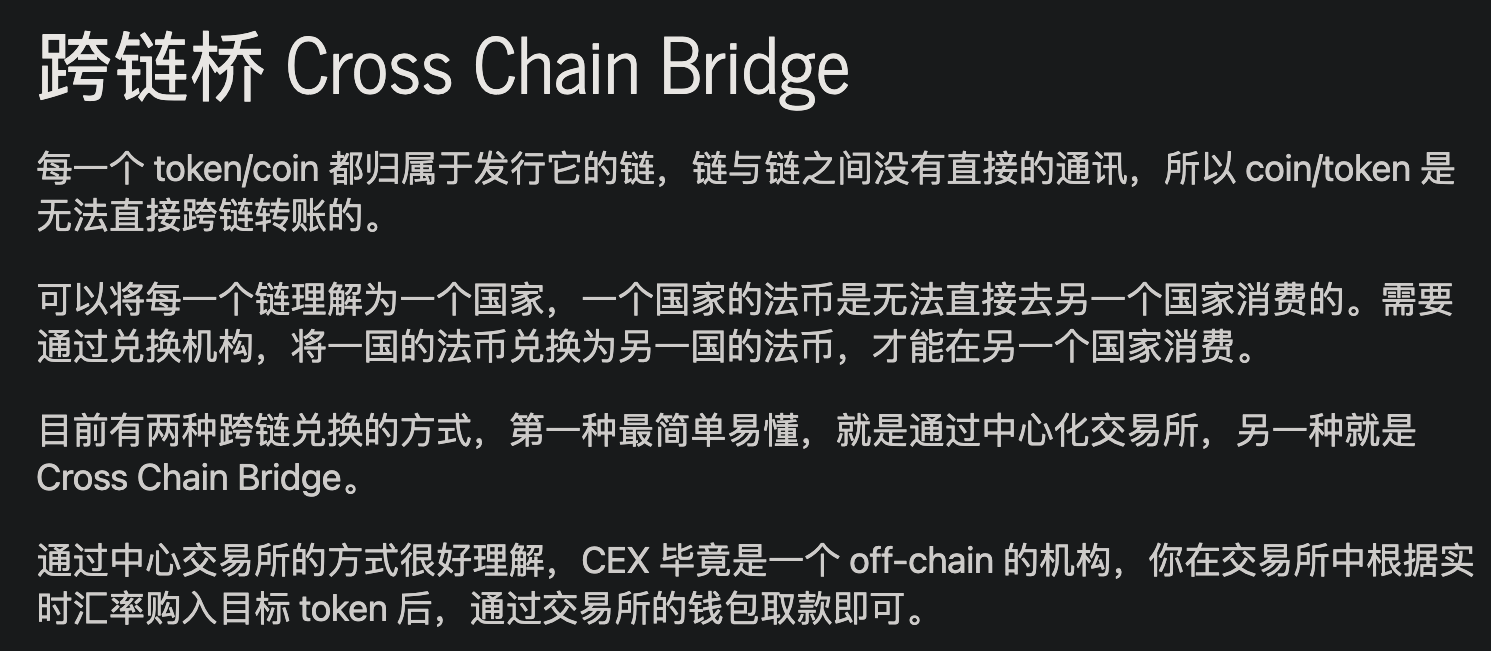 跨链桥 Cross Chain Bridge
每一个 token/coin 都归属于发行它的链，链与链之间没有直接的通讯，所以 coin/token 是
无法直接跨链转账的。
可以将每一个链理解为一个国家，一个国家的法币是无法直接去另一个国家消费的。需要
通过兑换机构，将一国的法币兑换为另一国的法币，才能在另一个国家消费。
目前有两种跨链兑换的方式，第一种最简单易懂，就是通过中心化交易所，另一种就是
Cross Chain Bridge。
通过中心交易所的方式很好理解，CEX 毕竟是一个 off-chain 的机构，你在交易所中根据实
时汇率购入目标 token 后，通过交易所的钱包取款即可。